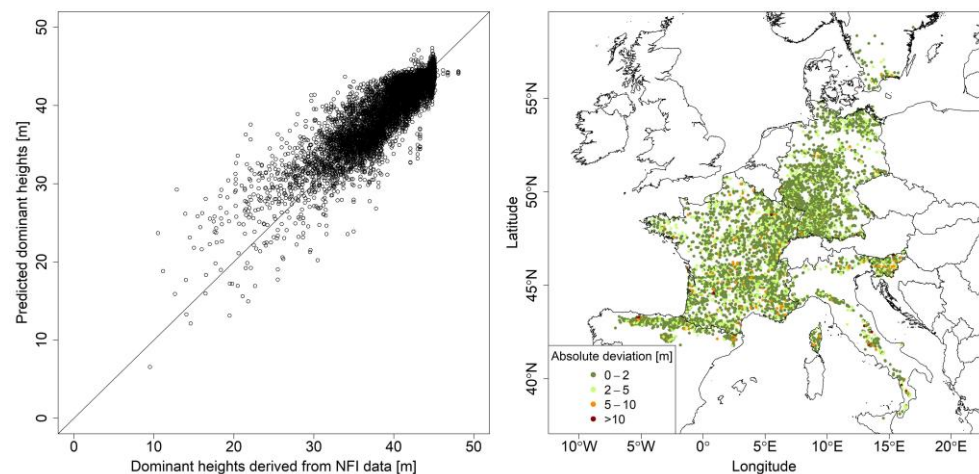 Predicted dominant heights [m]
50
40
30
20
10
0
0 10 20 30 40 50
Dominant heights derived from NFI data [m]
Latitude
55°N
50°N
45°N
40°N
Absolute deviation [m]
0 – 2
2 – 5
5 – 10
>10
10°W 5°W 0°E 5°E 10°E 15°E 20°E
Longitude